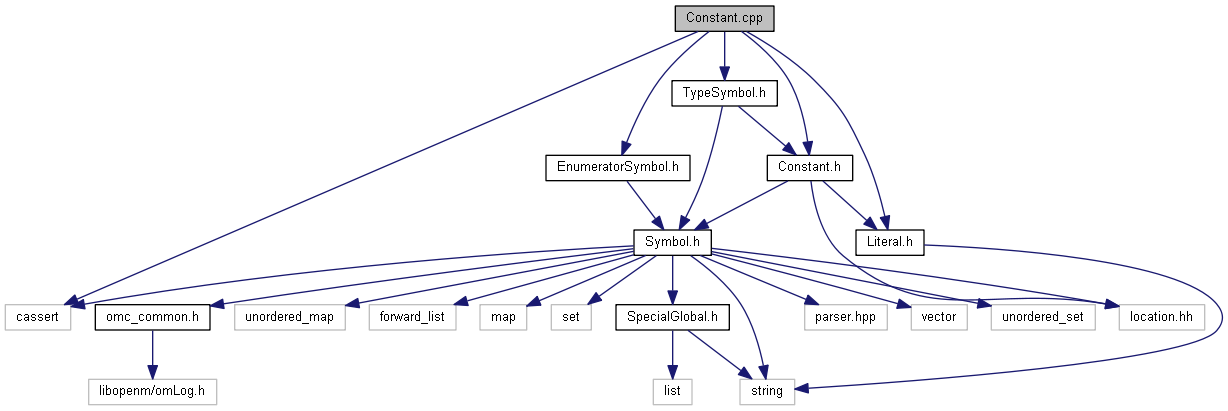 Constant.cpp
TypeSymbol.h
EnumeratorSymbol.h
Constant.h
Symbol.h
Literal.h
cassert
omc_common.h
unordered_map
forward_list
map
set
SpecialGlobal.h
parser.hpp
vector
unordered_set
location.hh
libopenm/omLog.h
list
string